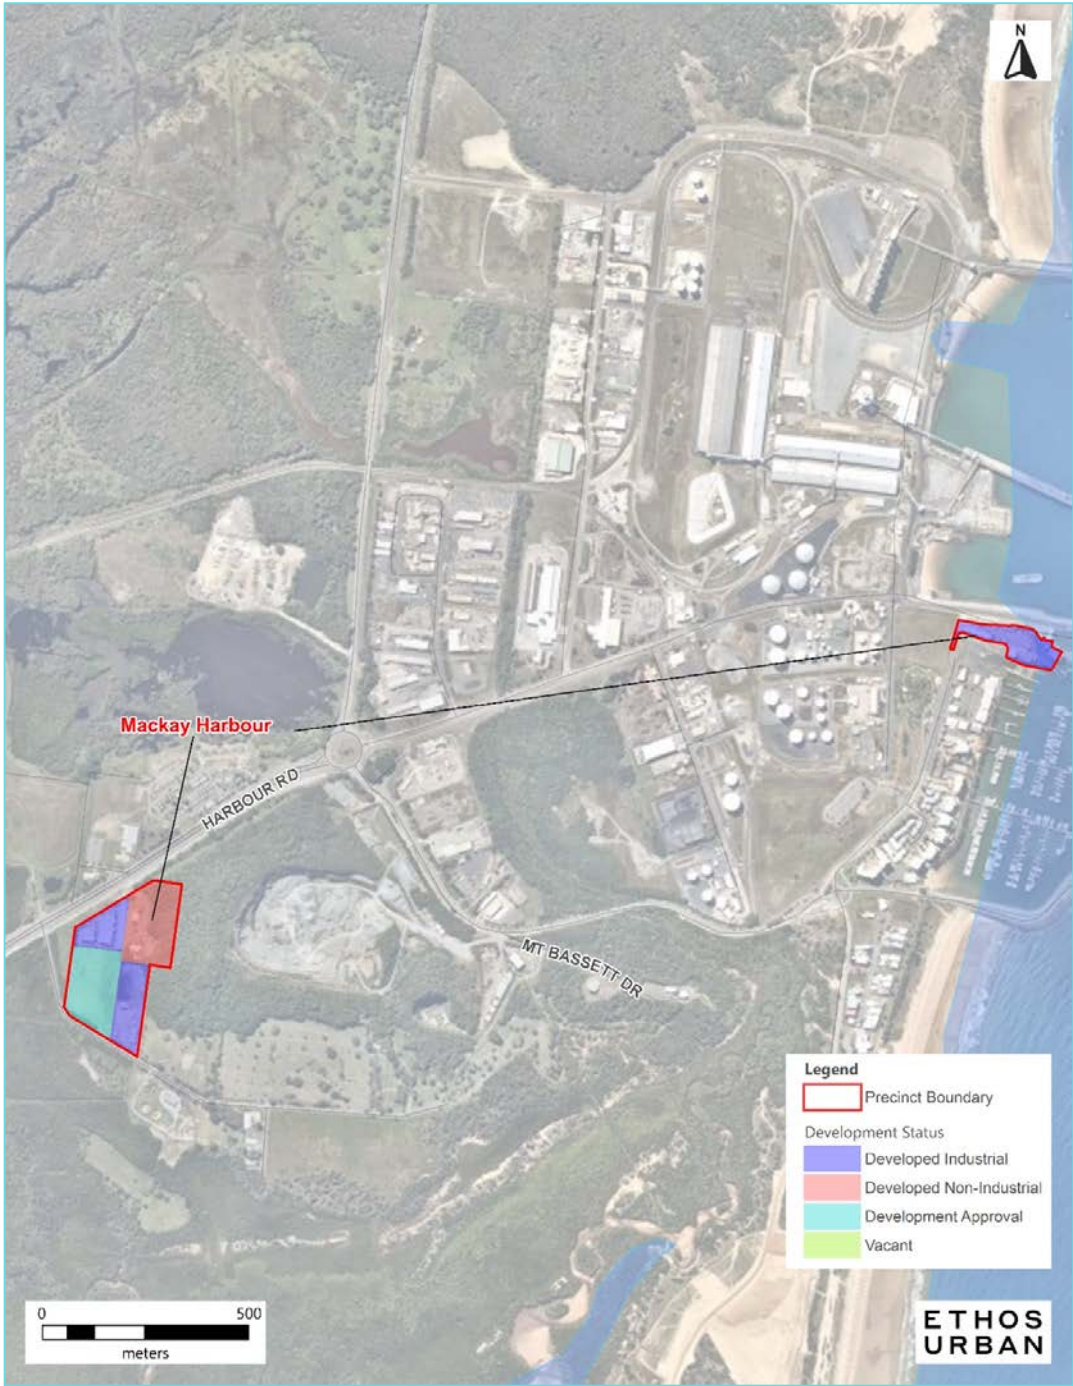 N
Mackay Harbour
HARBOUR RD
MT BASSETT DR
Legend
Precinct Boundary
Development Status
Developed Industrial
Developed Non-Industrial
Development Approval
Vacant
0 500
meters
ETHOS
URBAN